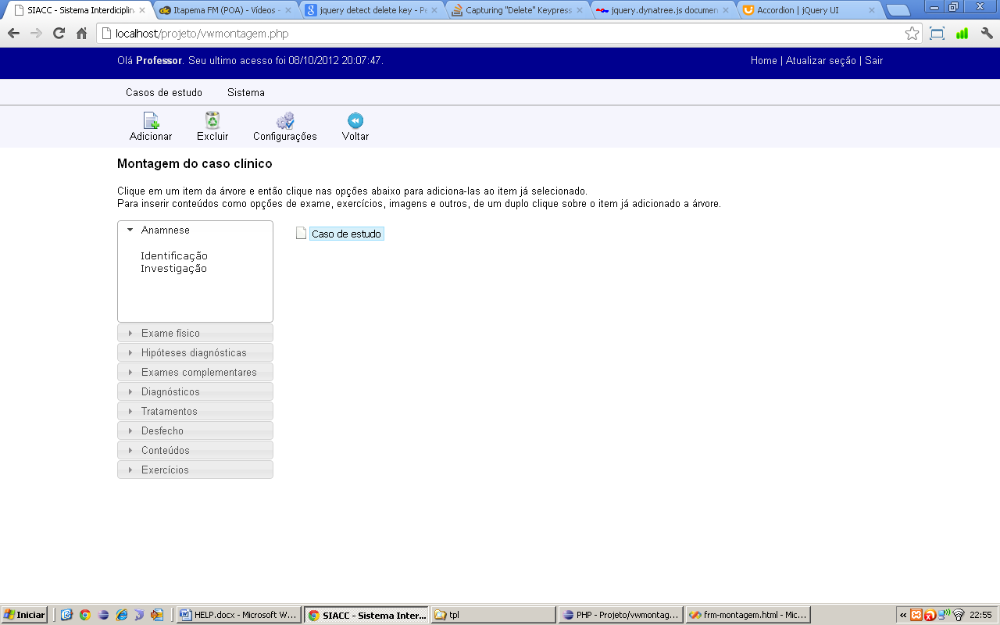 SIACC - Sistema Interdiciplin
Itapema FM (POA) - Vídeos -
jquery detect delete key - Pe
Capturing "Delete" Keypress
jquery.dynatree.js documen
Accordion | jQuery UI
localhost/projeto/vwmontagem.php
Olá Professor. Seu ultimo acesso foi 08/10/2012 20:07:47.
Home | Atualizar seção | Sair
Casos de estudo Sistema
Adicionar Excluir Configurações Voltar
Montagem do caso clínico
Clique em um item da árvore e então clique nas opções abaixo para adiciona-las ao item já selecionado.
Para inserir conteúdos como opções de exame, exercícios, imagens e outros, de um duplo clique sobre o item já adicionado a árvore.
Anamnese
Identificação
Investigação
Exame físico
Hipóteses diagnósticas
Exames complementares
Diagnósticos
Tratamentos
Desfecho
Conteúdos
Exercícios
Caso de estudo
Iniciar
HELP.docx - Microsoft W...
SIACC - Sistema Inter...
tpl
PHP - Projeto/vwmontag...
frm-montagem.html - Mic...
22:55